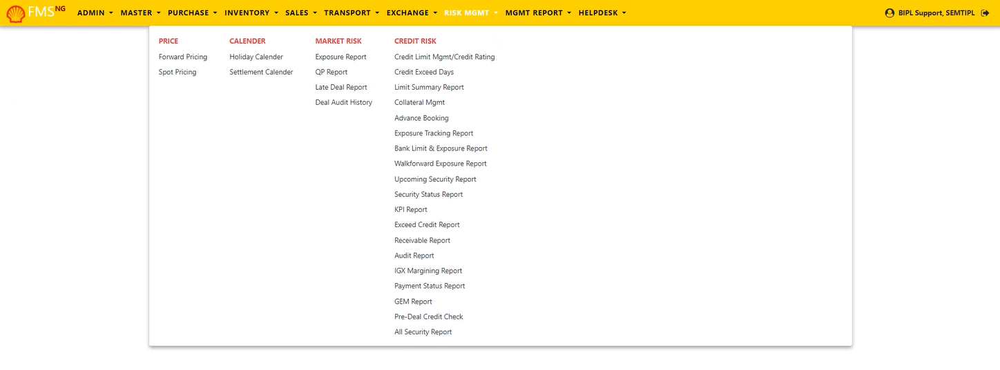 FMSNG ADMIN MASTER PURCHASE INVENTORY SALES TRANSPORT EXCHANGE RISK MGMT MGMT REPORT HELPDESK BIPL Support, SEMTIPL
PRICE
Forward Pricing
Spot Pricing
CALENDER
Holiday Calender
Settlement Calender
MARKET RISK
Exposure Report
QP Report
Late Deal Report
Deal Audit History
CREDIT RISK
Credit Limit Mgmt/Credit Rating
Credit Exceed Days
Limit Summary Report
Collateral Mgmt
Advance Booking
Exposure Tracking Report
Bank Limit & Exposure Report
Walkforward Exposure Report
Upcoming Security Report
Security Status Report
KPI Report
Exceed Credit Report
Receivable Report
Audit Report
IGX Margining Report
Payment Status Report
GEM Report
Pre-Deal Credit Check
All Security Report